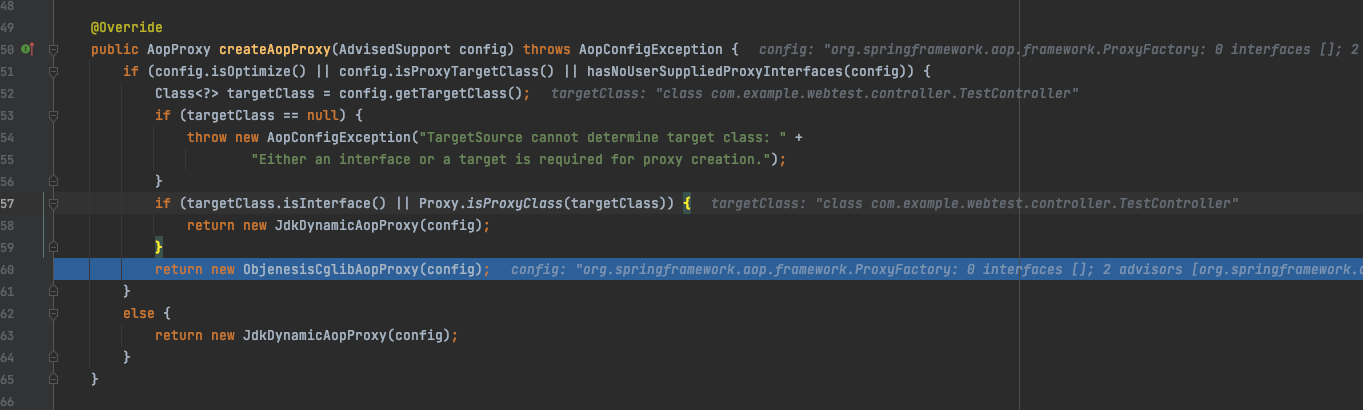 48
49 @Override
50 public AopProxy createAopProxy(AdvisedSupport config) throws AopConfigException { config: "org.springframework.aop.framework.ProxyFactory: 0 interfaces []; 2
51 if (config.isOptimize() || config.isProxyTargetClass() || hasNoUserSuppliedProxyInterfaces(config)) {
52 Class<?> targetClass = config.getTargetClass(); targetClass: "class com.example.webtest.controller.TestController"
53 if (targetClass == null) {
54 throw new AopConfigException("TargetSource cannot determine target class: " +
55 "Either an interface or a target is required for proxy creation.");
56 }
57 if (targetClass.isInterface() || Proxy.isProxyClass(targetClass)) { targetClass: "class com.example.webtest.controller.TestController"
58 return new JdkDynamicAopProxy(config);
59 }
60 return new ObjenesisCglibAopProxy(config); config: "org.springframework.aop.framework.ProxyFactory: 0 interfaces []; 2 advisors [org.springframework.a
61 }
62 else {
63 return new JdkDynamicAopProxy(config);
64 }
65 }
66